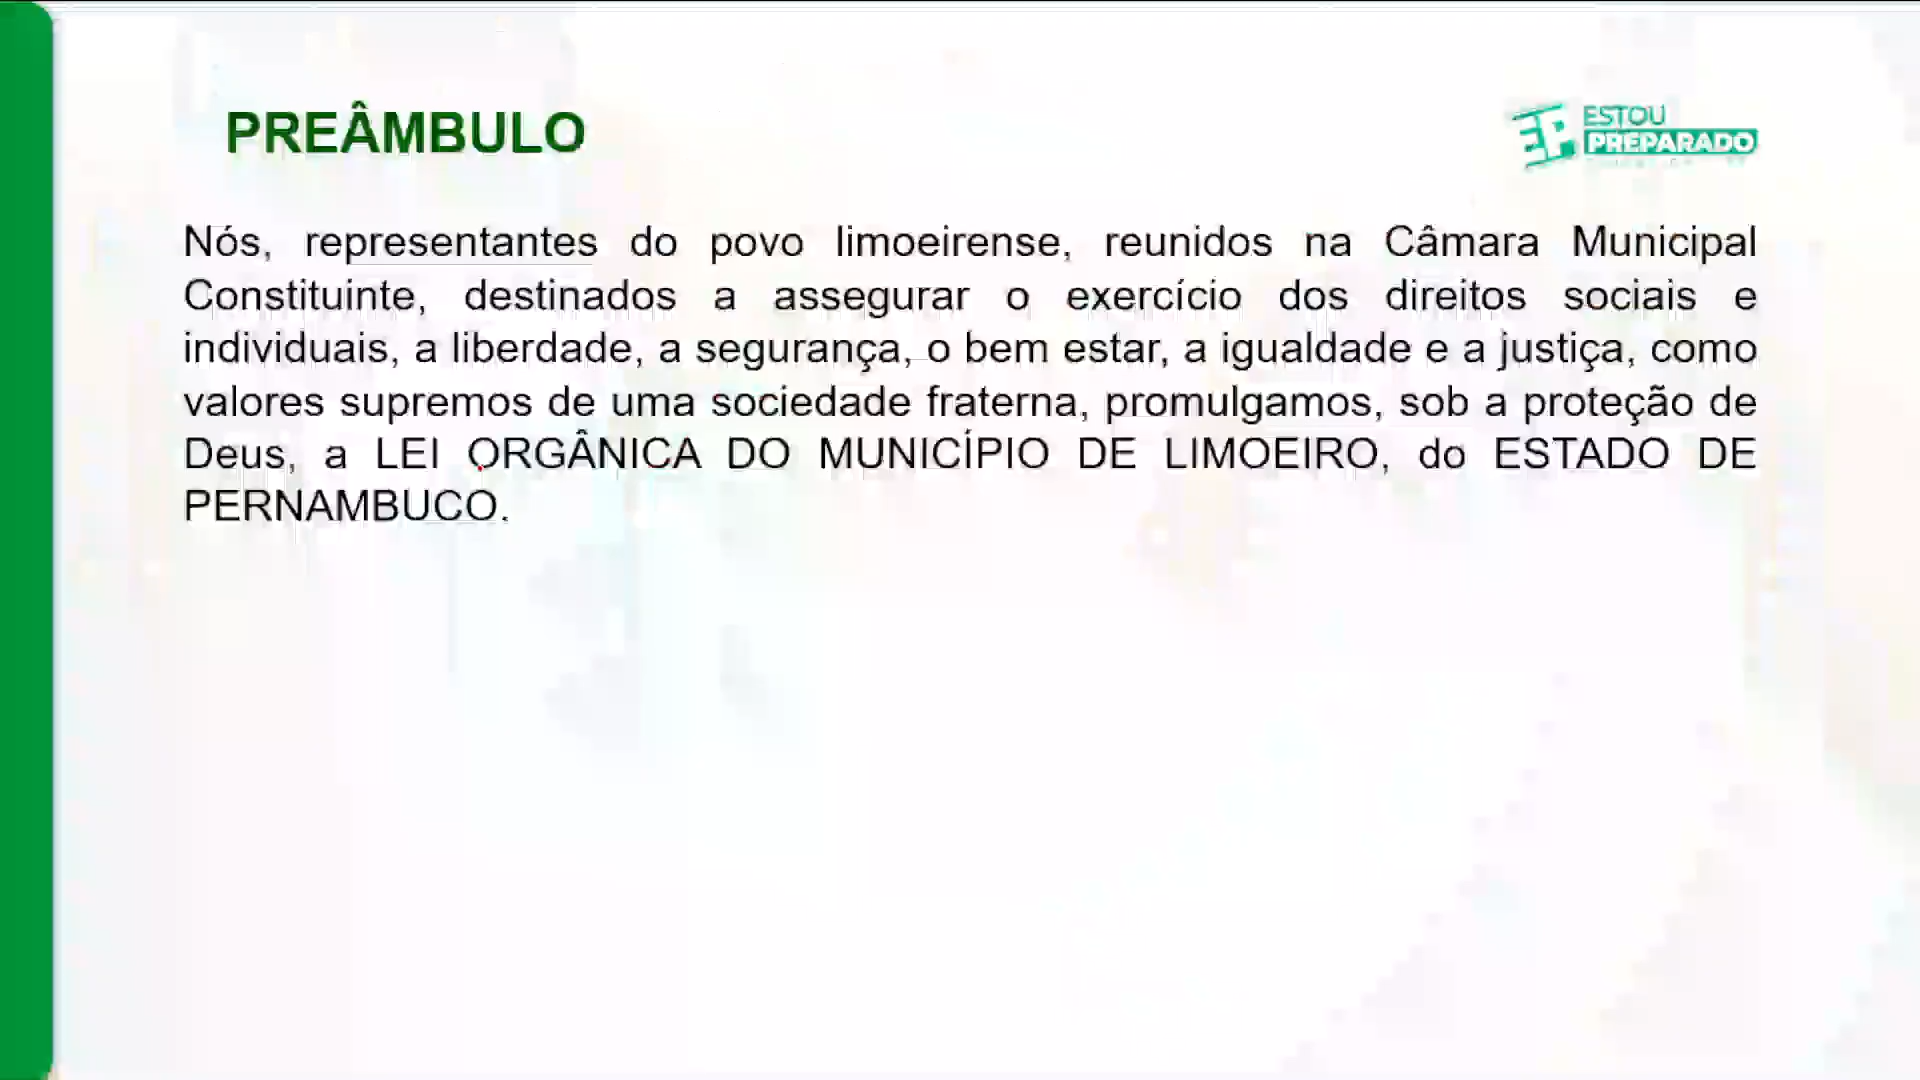 PREÂMBULO
ESTOU
PREPARADO
Nós, representantes do povo limoeirense, reunidos na Câmara Municipal
Constituinte, destinados a assegurar o exercício dos direitos sociais e
individuais, a liberdade, a segurança, o bem estar, a igualdade e a justiça, como
valores supremos de uma sociedade fraterna, promulgamos, sob a proteção de
Deus, a LEI ORGÂNICA DO MUNICÍPIO DE LIMOEIRO, do ESTADO DE
PERNAMBUCO.